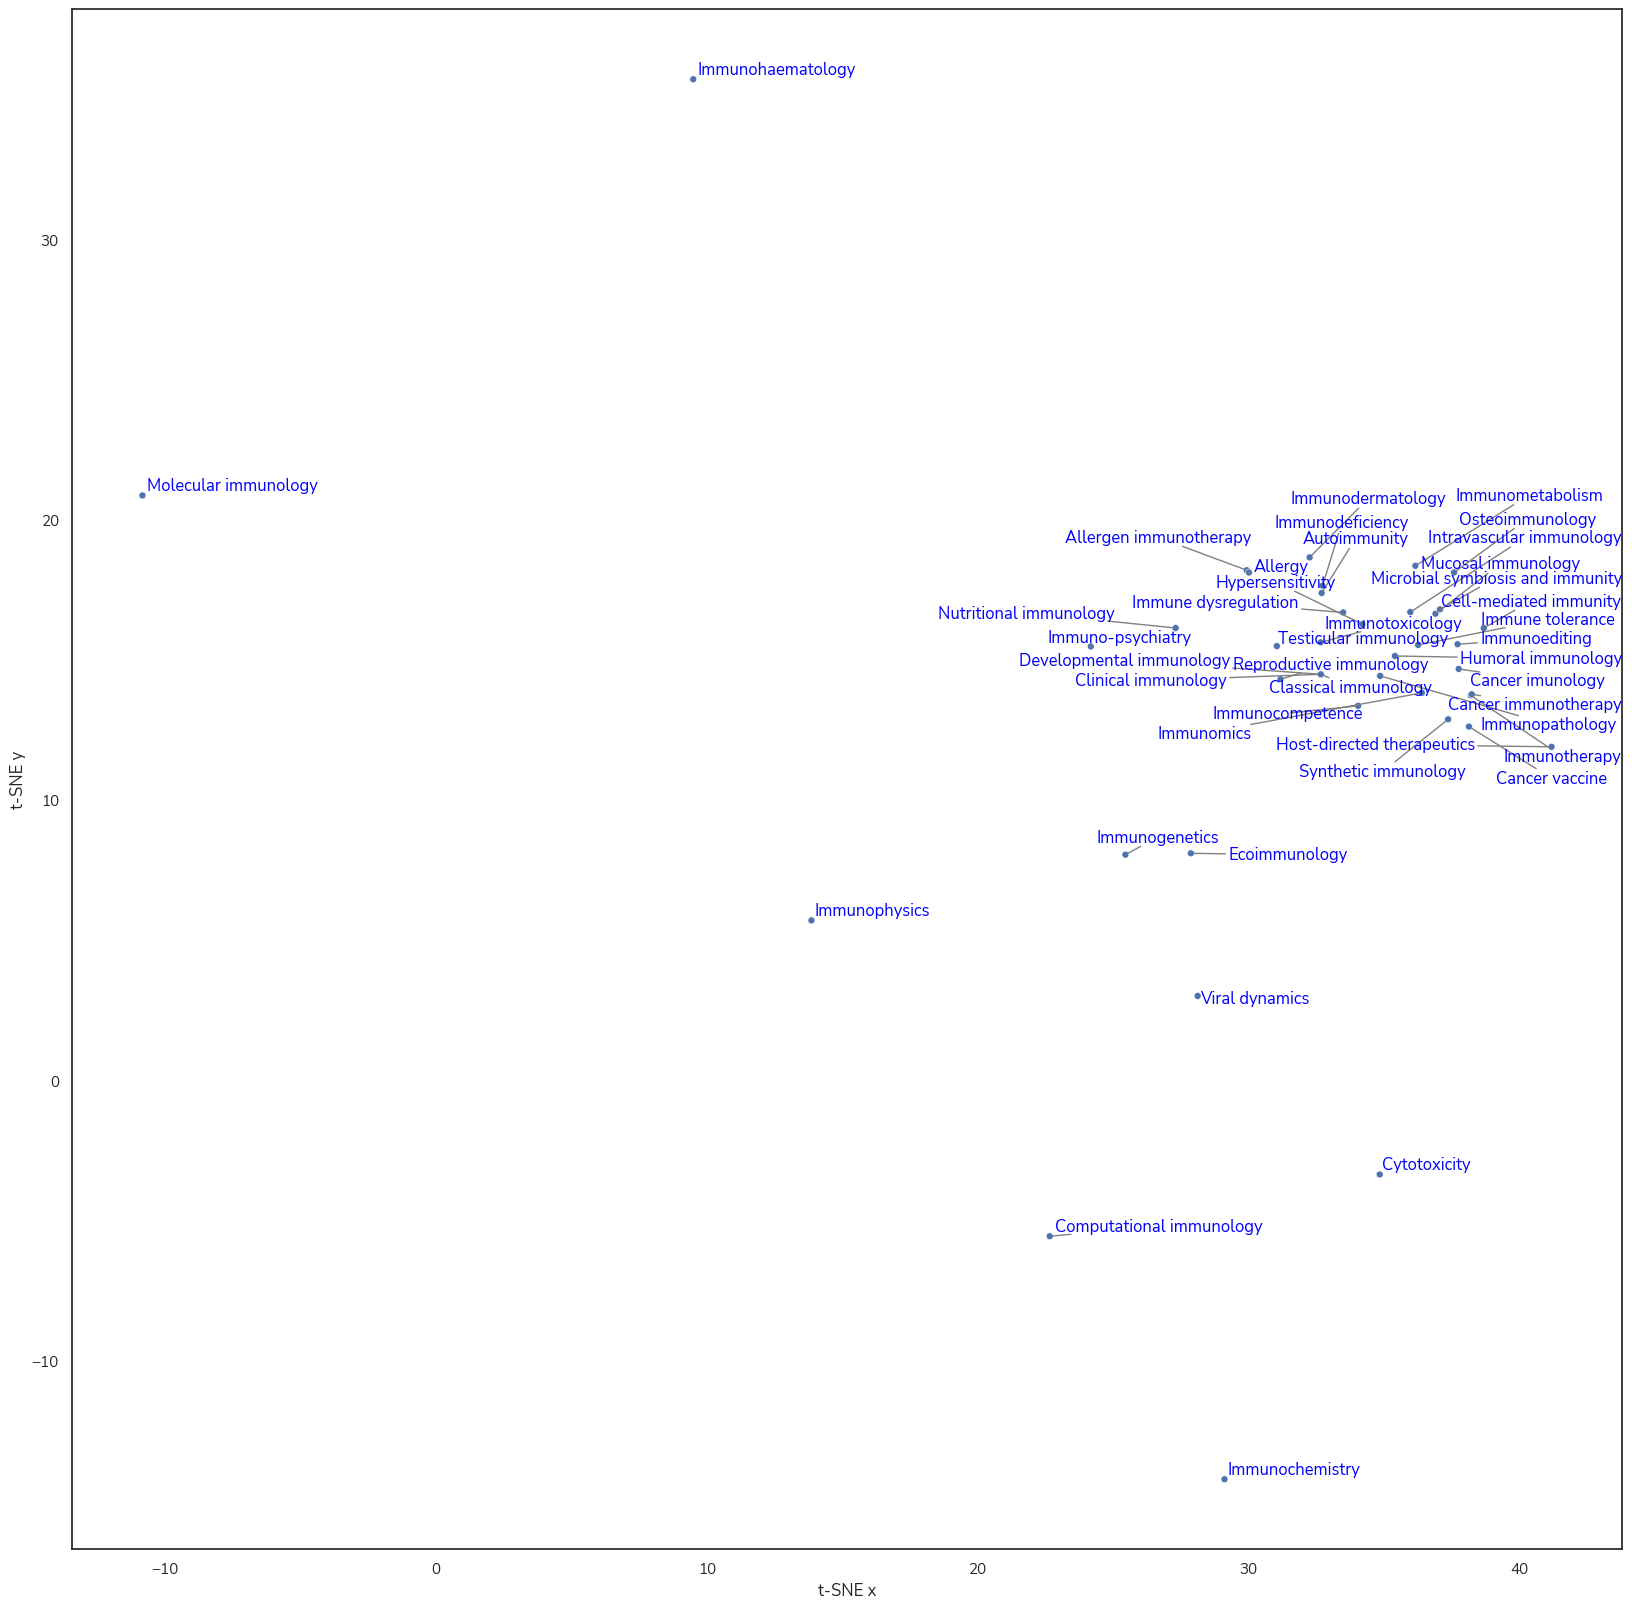 Immunohaematology
30
Molecular immunology
Immunodermatology
Immunometabolism
20
Immunodeficiency
Osteoimmunology
Allergen immunotherapy
Autoimmunity
Intravascular immunology
Allergy
Mucosal immunology
Hypersensitivity
Microbial symbiosis and immunity
Immune dysregulation
Cell-mediated immunity
Nutritional immunology
Immunotoxicology
Immune tolerance
Immuno-psychiatry
Testicular immunology
Immunoediting
Developmental immunology
Reproductive immunology
Humoral immunology
Clinical immunology
Classical immunology
Cancer imunology
Cancer immunotherapy
Immunocompetence
Immunopathology
Immunomics
Host-directed therapeutics
Immunotherapy
Synthetic immunology
Cancer vaccine
10
Immunogenetics
Ecoimmunology
Immunophysics
t-SNE y
Viral dynamics
0
Cytotoxicity
Computational immunology
−10
Immunochemistry
−10
0
10
20
30
40
t-SNE x